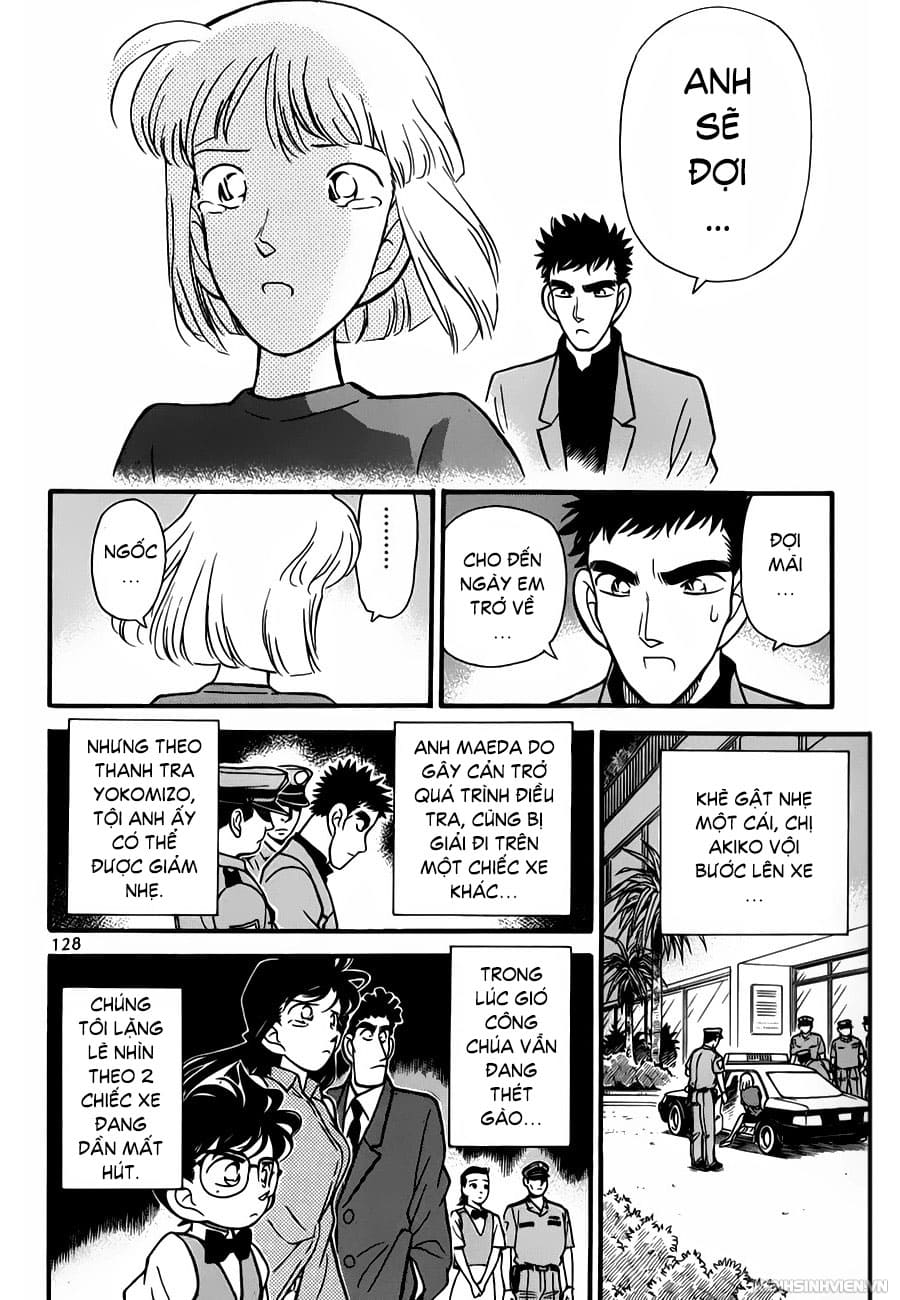 ANH
SẼ
ĐỢI
...
ĐỢI
MÃI
...
CHO ĐẾN
NGÀY EM
TRỞ VỀ
...
.........
NGỐC
...
KHẼ GẬT NHẸ
MỘT CÁI, CHỊ
AKIKO VỘI
BƯỚC LÊN XE
...
ANH MAEDA DO
GÂY CẢN TRỞ
QUÁ TRÌNH ĐIỀU
TRA, CŨNG BỊ
GIẢI ĐI TRÊN
MỘT CHIẾC XE
KHÁC...
NHƯNG THEO
THANH TRA
YOKOMIZO,
TỘI ANH ẤY
CÓ THỂ
ĐƯỢC GIẢM
NHẸ.
128
TRONG
LÚC GIÓ
CÔNG
CHÚA VẪN
ĐANG
THÉT
GÀO...
CHÚNG
TÔI LẶNG
LẼ NHÌN
THEO 2
CHIẾC XE
ĐANG
DẦN MẤT
HÚT.